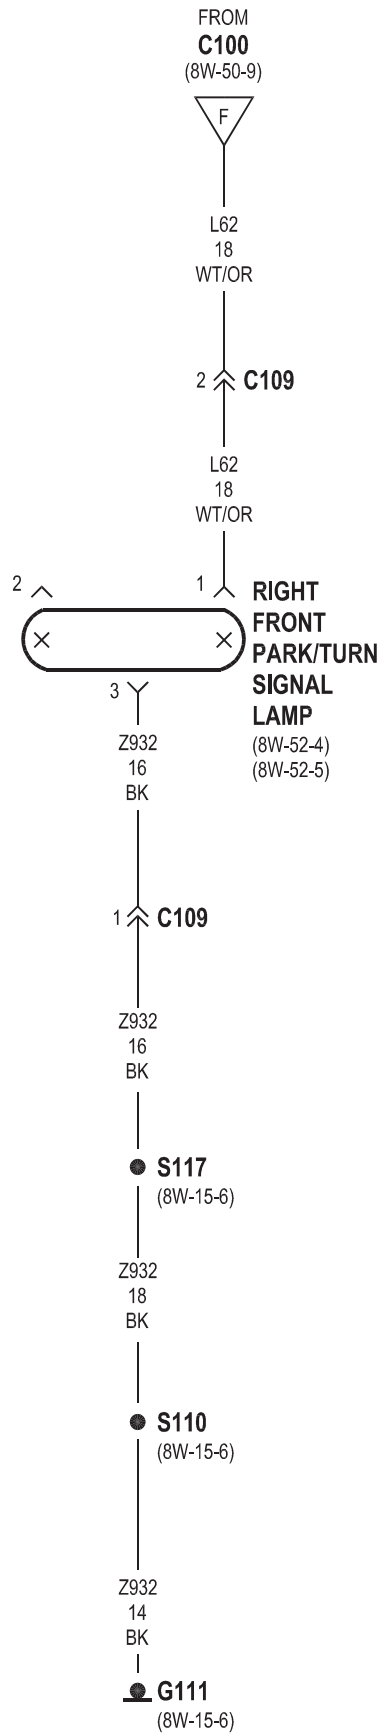 FROM
C100
(8W-50-9)
F
L62
18
WT/OR
2 C109
L62
18
WT/OR
2
1 RIGHT
FRONT
PARK/TURN
SIGNAL
LAMP
(8W-52-4)
(8W-52-5)
3
Z932
16
BK
1 C109
Z932
16
BK
S117
(8W-15-6)
Z932
18
BK
S110
(8W-15-6)
Z932
14
BK
G111
(8W-15-6)